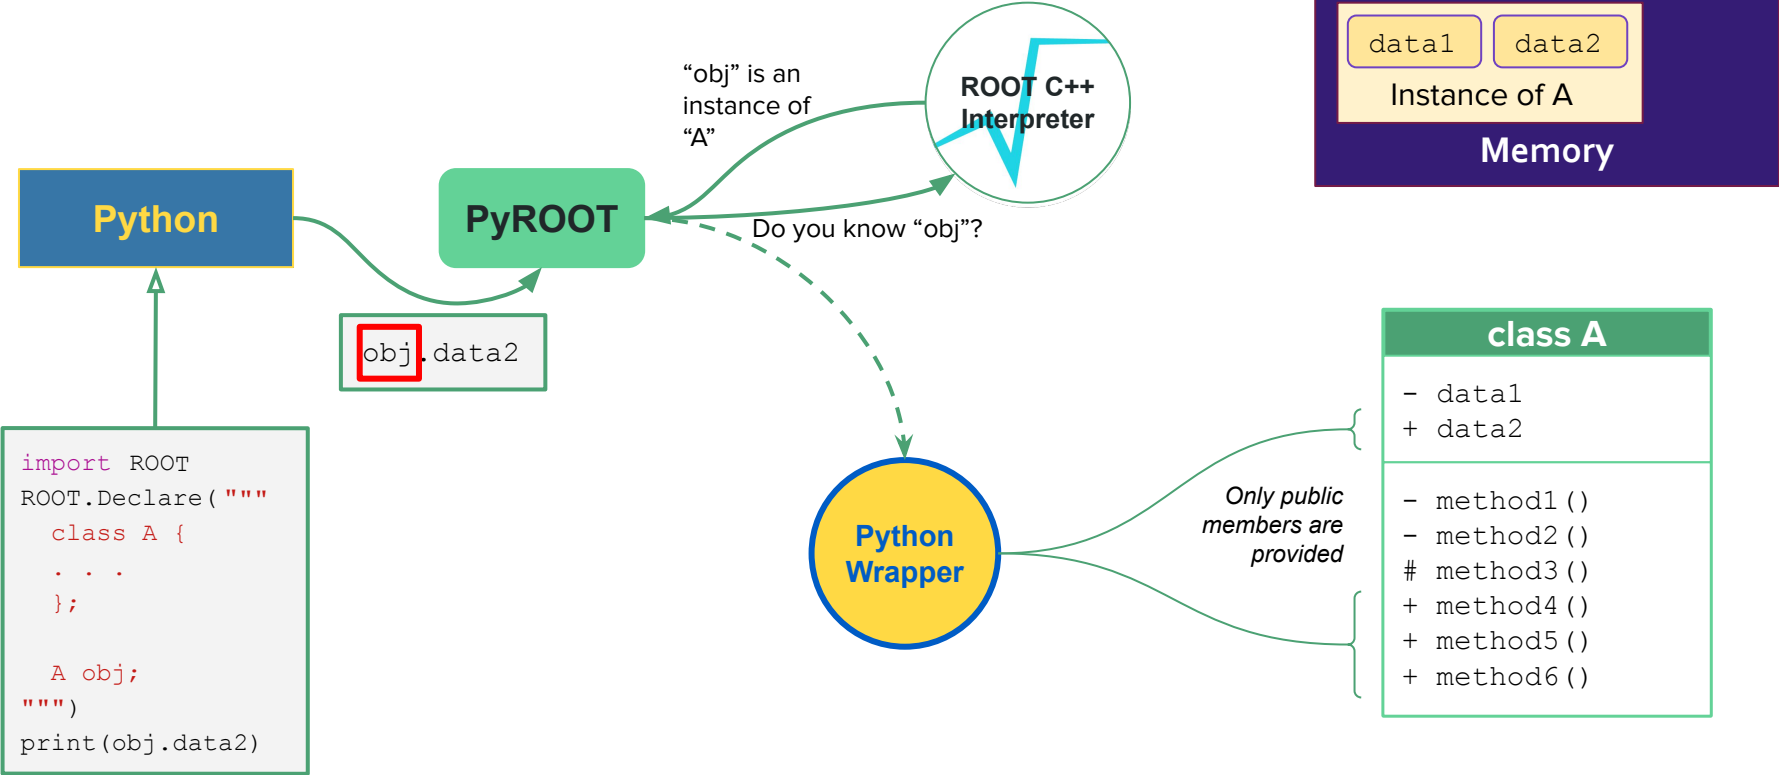 “obj” is an
instance of
“A”
ROOT C++
Interpreter
data1 data2
Instance of A
Memory
Python
PyROOT
Do you know “obj”?
obj.data2
import ROOT
ROOT.Declare("""
class A {
. . .
};
A obj;
""")
print(obj.data2)
Python
Wrapper
Only public
members are
provided
class A
- data1
+ data2
- method1()
- method2()
# method3()
+ method4()
+ method5()
+ method6()